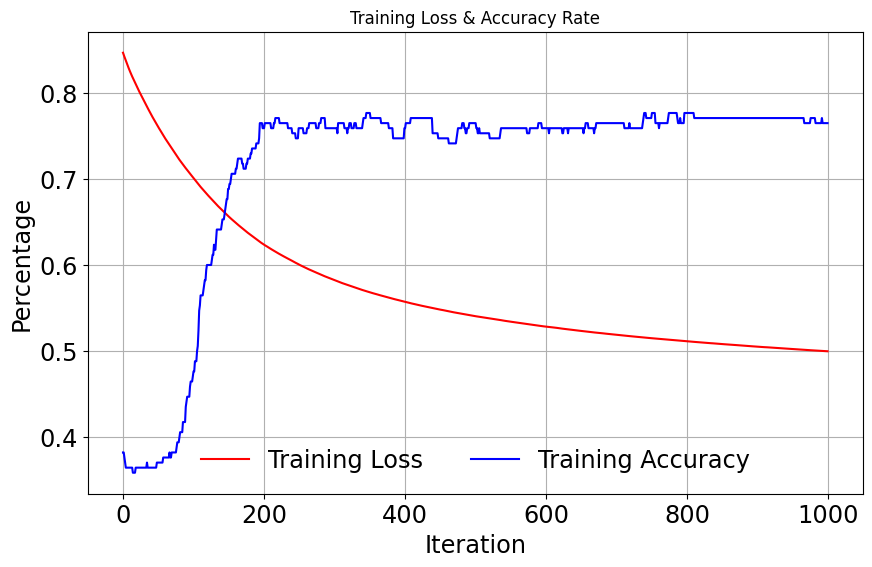 Training Loss & Accuracy Rate
Percentage
0.8
0.7
0.6
0.5
0.4
Training Loss
Training Accuracy
0
200
400
600
800
1000
Iteration